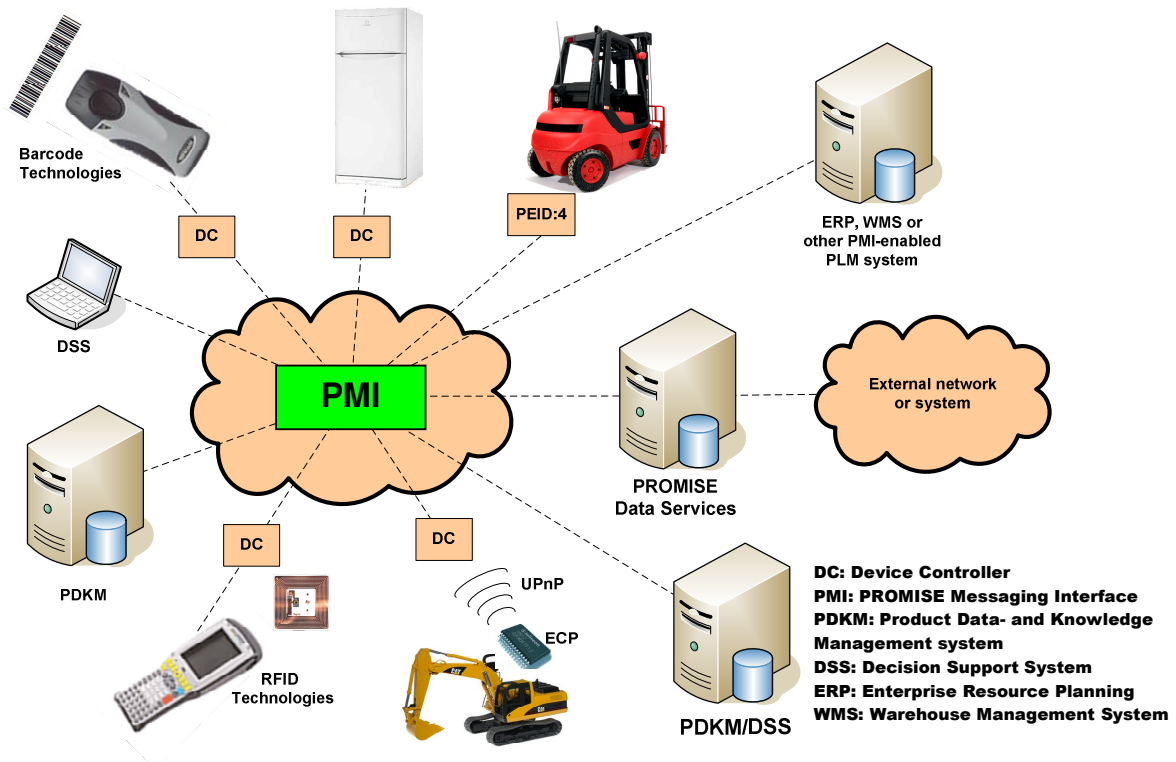 Barcode
Technologies
DC
DC
PEID:4
ERP, WMS or
other PMI-enabled
PLM system
DSS
PMI
External network
or system
PROMISE
Data Services
PDKM
DC
DC
UPnP
ECP
RFID
Technologies
CAT
PDKM/DSS
DC: Device Controller
PMI: PROMISE Messaging Interface
PDKM: Product Data- and Knowledge
Management system
DSS: Decision Support System
ERP: Enterprise Resource Planning
WMS: Warehouse Management System